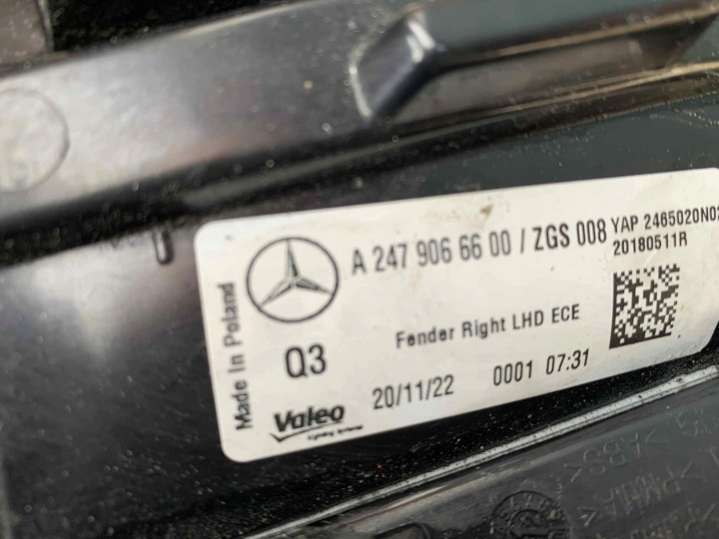 A 247 906 66 00 / ZGS 008
YAP 2465020N02
20180511R
Made In Poland
Q3
Fender Right LHD ECE
Valeo
20/11/22
0001 07:31